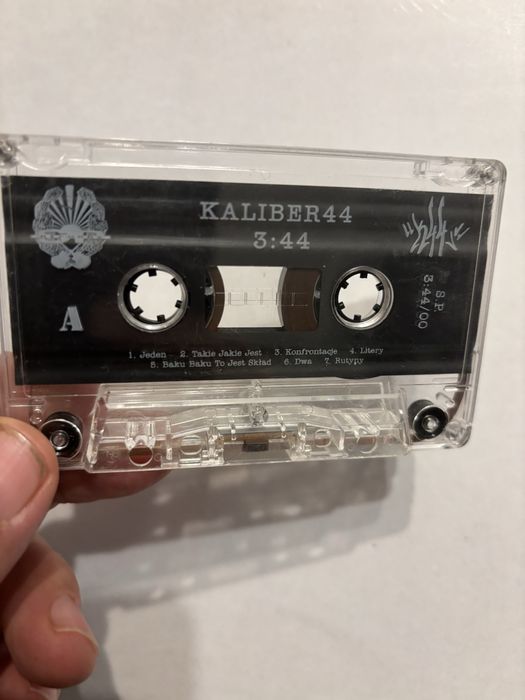 KALIBER44
3:44
"44"
S P
3:44/00
A
1. Jeden 2. Takie Jakie Jest 3. Konfrontacje 4. Litery
5. Baku Baku To Jest Skład 6. Dwa 7. Rutyny